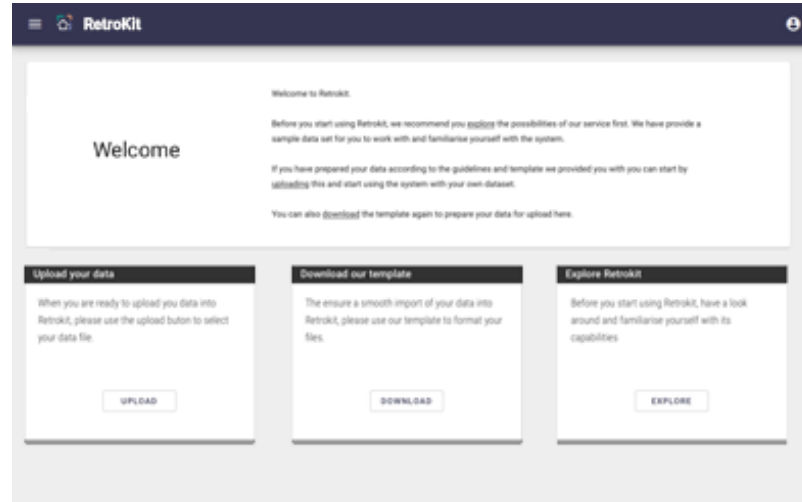 RetroKit
Welcome
Welcome to Retrokit.
Before you start using Retrokit, we recommend you explore the possibilities of our service first. We have provide a
sample data set for you to work with and familiarise yourself with the system.
If you have prepared your data according to the guidelines and template we provided you with you can start by
uploading this and start using the system with your own dataset.
You can also download the template again to prepare your data for upload here.
Upload your data
When you are ready to upload you data into
Retrokit, please use the upload buton to select
your data file.
UPLOAD
Download our template
The ensure a smooth import of your data into
Retrokit, please use our template to format your
files.
DOWNLOAD
Explore Retrokit
Before you start using Retrokit, have a look
around and familiarise yourself with its
capabilities
EXPLORE